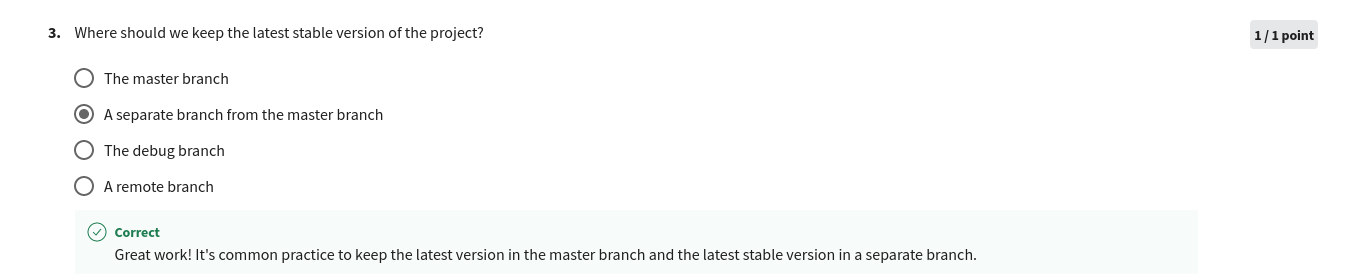 3. Where should we keep the latest stable version of the project?
1 / 1 point
The master branch
A separate branch from the master branch
The debug branch
A remote branch
Correct
Great work! It's common practice to keep the latest version in the master branch and the latest stable version in a separate branch.